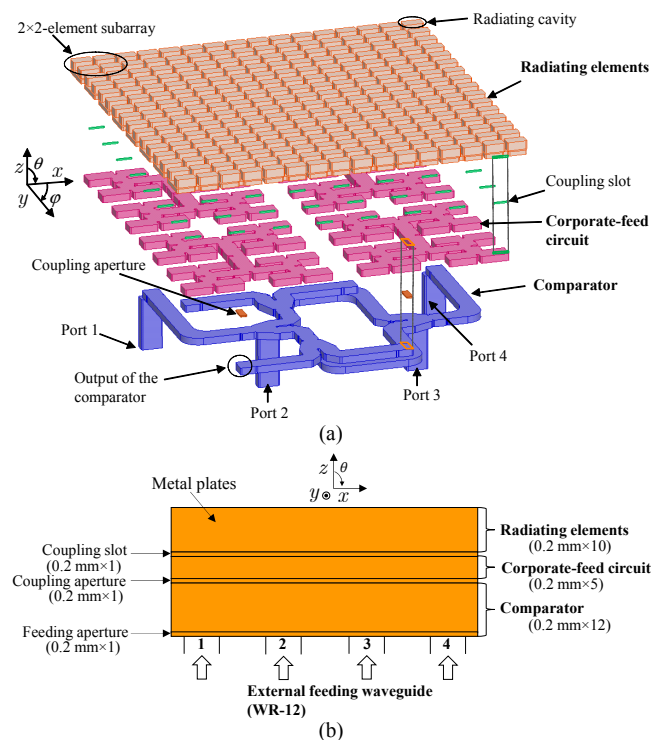 2×2-element subarray
Radiating cavity
Radiating elements
z
θ
x
y
φ
Coupling slot
Corporate-feed
circuit
Coupling aperture
Comparator
Port 1
Port 4
Output of the
comparator
Port 2
Port 3
(a)
z
θ
y
x
Metal plates
Radiating elements
(0.2 mm×10)
Coupling slot
(0.2 mm×1)
Corporate-feed circuit
(0.2 mm×5)
Coupling aperture
(0.2 mm×1)
Comparator
(0.2 mm×12)
Feeding aperture
(0.2 mm×1)
1
2
3
4
External feeding waveguide
(WR-12)
(b)